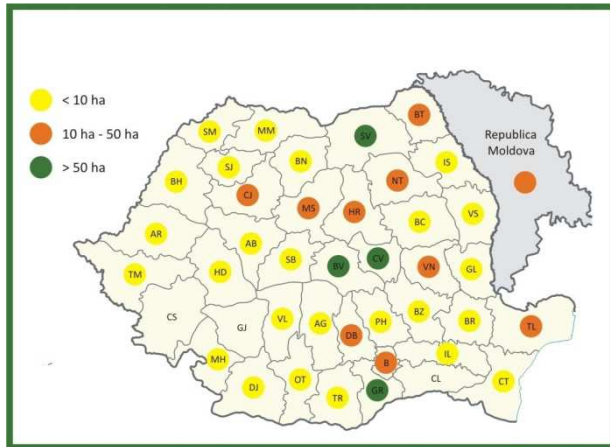 < 10 ha
10 ha - 50 ha
> 50 ha
Republica
Moldova
BT
SV
SM
MM
BN
IS
SJ
BH
NT
CJ
MS
HR
VS
BC
AR
AB
SB
BV
CV
VN
GL
TM
HD
CS
GJ
VL
AG
PH
BZ
BR
TL
DB
MH
B
IL
CL
CT
DJ
OT
TR
GR